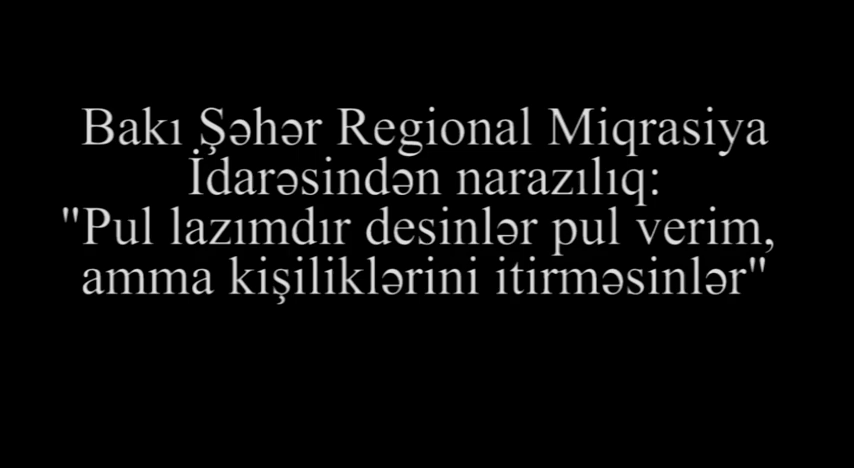 Bakı Şəhər Regional Miqrasiya
İdarəsindən narazılıq:
"Pul lazımdır desinlər pul verim,
amma kişiliklərini itirməsinlər"